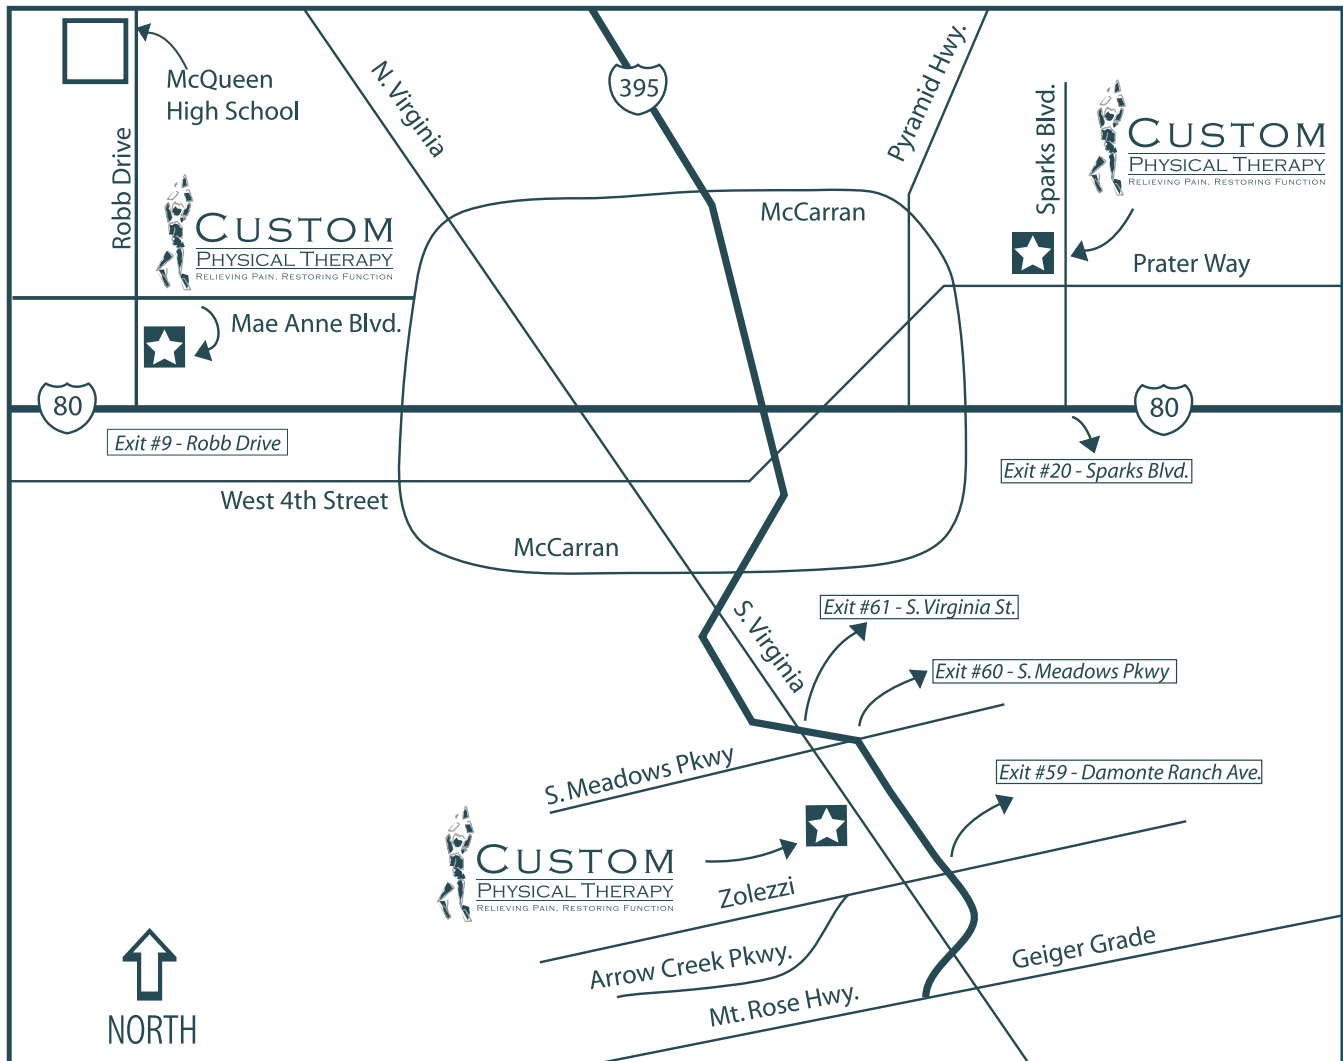 McQueen
High School
Robb Drive
N. Virginia
395
Pyramid Hwy.
Sparks Blvd.
CUSTOM
PHYSICAL THERAPY
RELIEVING PAIN, RESTORING FUNCTION
McCarran
CUSTOM
PHYSICAL THERAPY
RELIEVING PAIN, RESTORING FUNCTION
Prater Way
Mae Anne Blvd.
80
80
Exit #9 - Robb Drive
Exit #20 - Sparks Blvd.
West 4th Street
McCarran
S. Virginia
Exit #61 - S. Virginia St.
Exit #60 - S. Meadows Pkwy
S. Meadows Pkwy
Exit #59 - Damonte Ranch Ave.
CUSTOM
PHYSICAL THERAPY
RELIEVING PAIN, RESTORING FUNCTION
Zolezzi
Arrow Creek Pkwy.
Geiger Grade
Mt. Rose Hwy.
NORTH